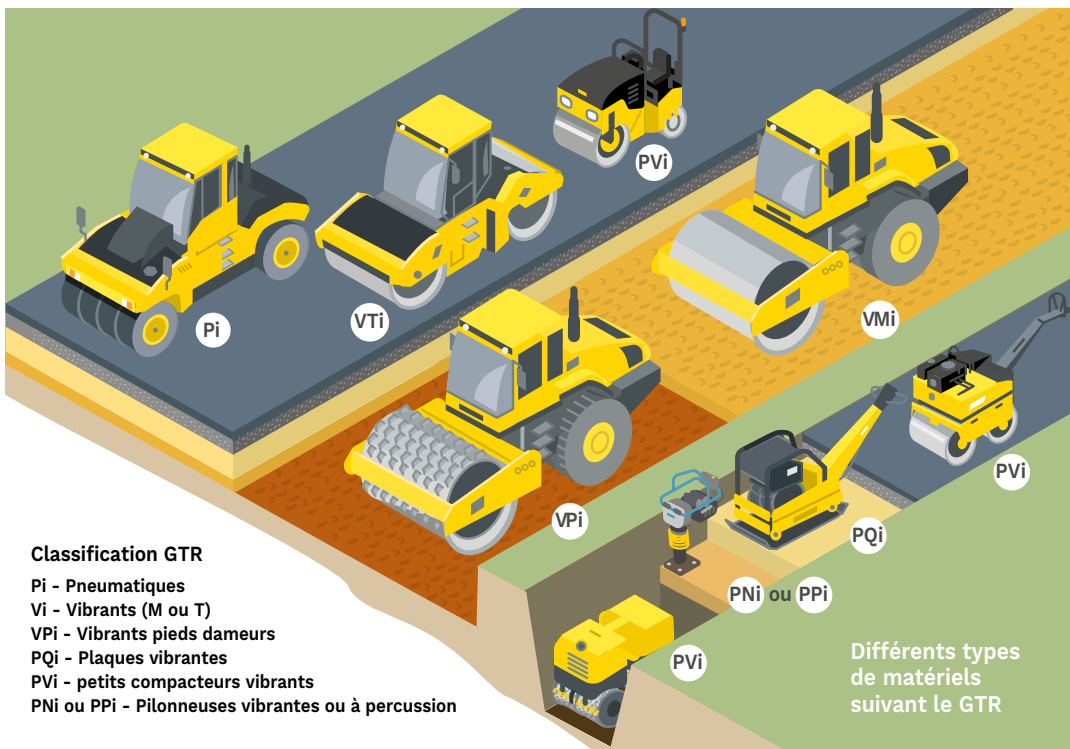 PVi
Pi
VTi
VMi
VPi
PVi
PQi
PNi ou PPi
PVi
Classification GTR
Pi - Pneumatiques
Vi - Vibrants (M ou T)
VPi - Vibrants pieds dameurs
PQi - Plaques vibrantes
PVi - petits compacteurs vibrants
PNi ou PPi - Pilonneuses vibrantes ou à percussion
Différents types
de matériels
suivant le GTR